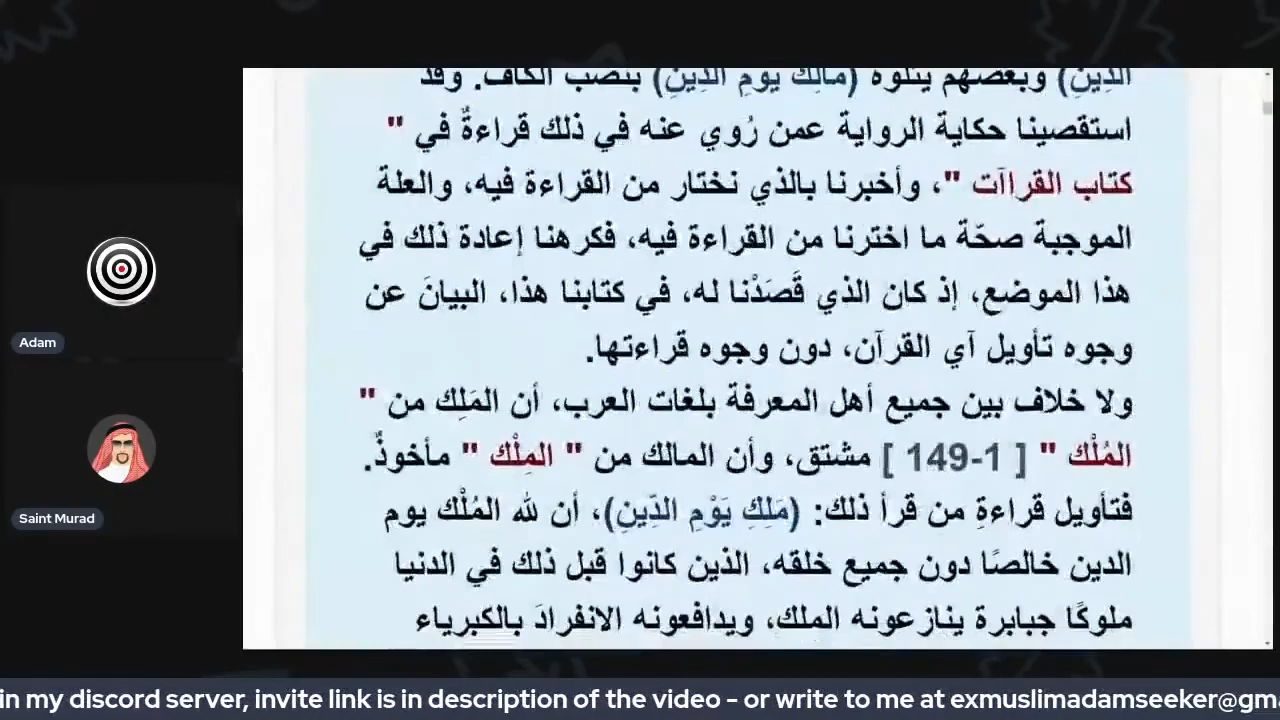 الدِّينِ) وبعضهم يتلوه (مَالِكَ يَوْمِ الدِّينِ) بنصب الكاف. وقد
استقصينا حكاية الرواية عمن رُوي عنه في ذلك قراءةٌ في "
كتاب القراآت "، وأخبرنا بالذي نختار من القراءة فيه، والعلة
الموجبة صحّة ما اخترنا من القراءة فيه، فكرهنا إعادة ذلك في
هذا الموضع، إذ كان الذي قَصَدْنا له، في كتابنا هذا، البيانَ عن
وجوه تأويل آي القرآن، دون وجوه قراءتها.
ولا خلاف بين جميع أهل المعرفة بلغات العرب، أن المَلِك من "
المُلْك " [ 1-149 ] مشتق، وأن المالك من " المِلْك " مأخوذٌ.
فتأويل قراءةِ من قرأ ذلك: (مَلِكِ يَوْمِ الدِّينِ)، أن لله المُلْك يوم
الدين خالصًا دون جميع خلقه، الذين كانوا قبل ذلك في الدنيا
ملوكًا جبابرة ينازعونه الملك، ويدافعونه الانفرادَ بالكبرياء
Adam
Saint Murad
in my discord server, invite link is in description of the video - or write to me at exmuslimadamseeker@gm